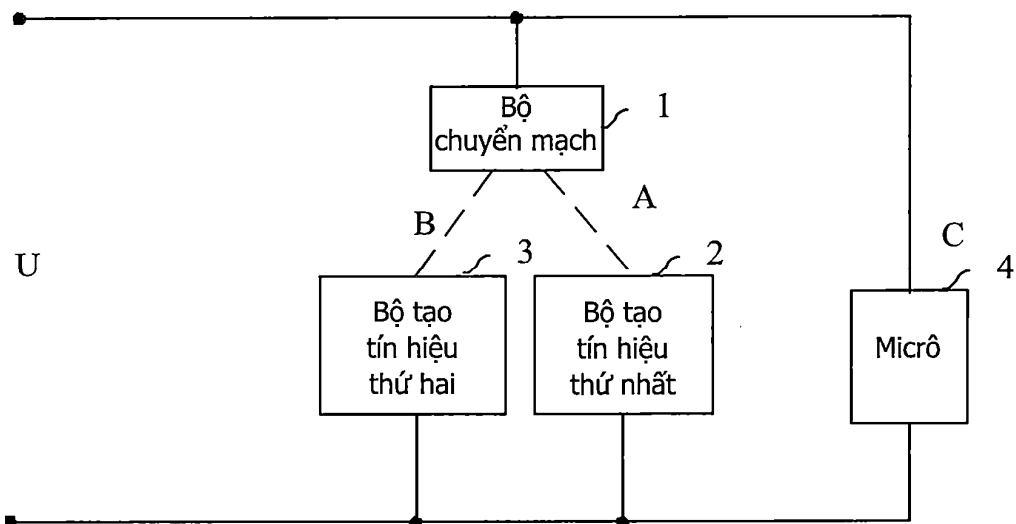 Bộ
chuyển mạch
1
A
B
U
3
2
C
4
Bộ tạo
tín hiệu
thứ hai
Bộ tạo
tín hiệu
thứ nhất
Micrô